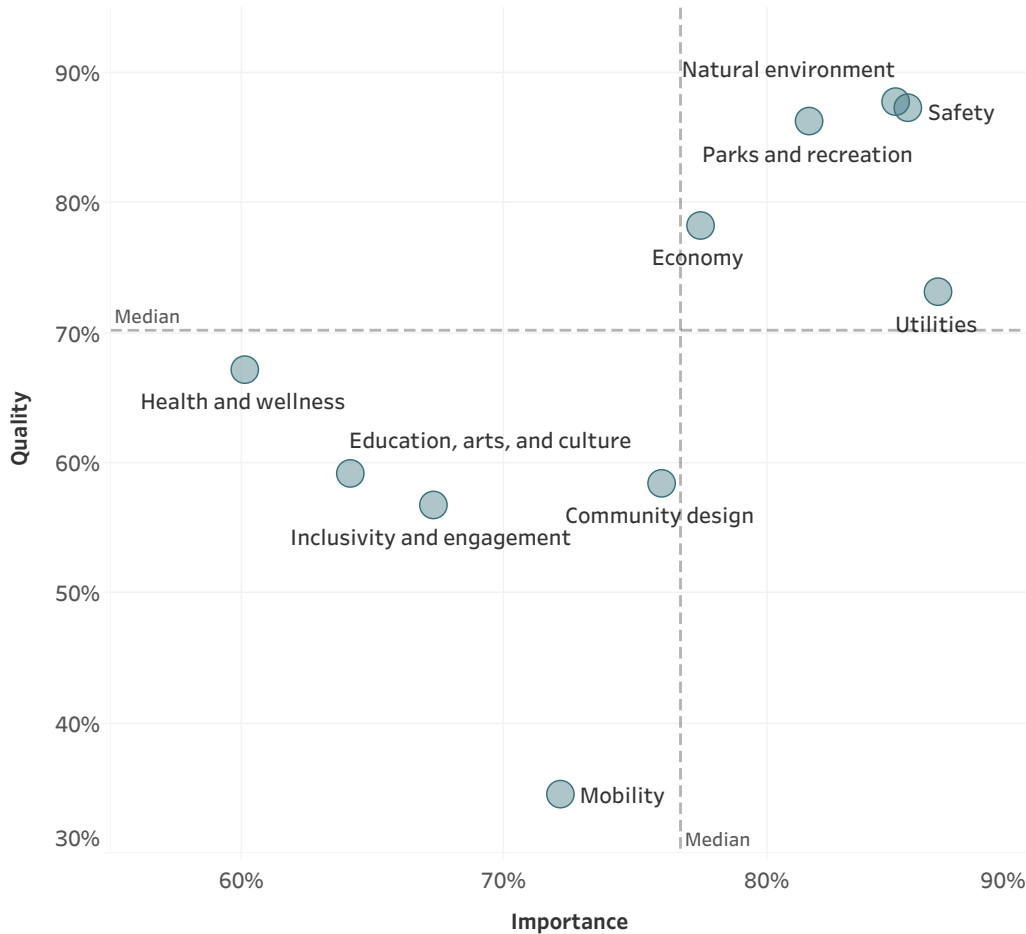 90%
Natural environment
Safety
Parks and recreation
80%
Economy
Median
Utilities
70%
Health and wellness
Quality
Education, arts, and culture
60%
Community design
Inclusivity and engagement
50%
40%
Mobility
30%
Median
60%
70%
80%
90%
Importance